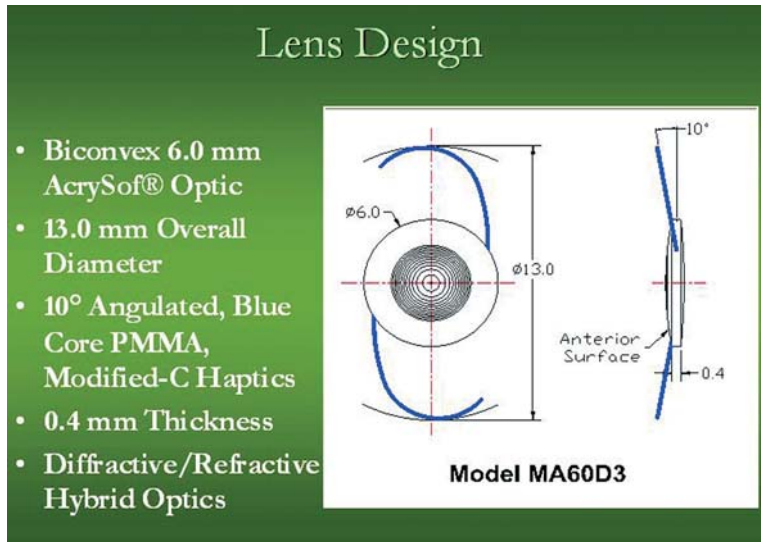 Lens Design
• Biconvex 6.0 mm
AcrySof® Optic
• 13.0 mm Overall
Diameter
• 10° Angulated, Blue
Core PMMA,
Modified-C Haptics
• 0.4 mm Thickness
• Diffractive/Refractive
Hybrid Optics
10°
ø6.0
ø13.0
Anterior
Surface
0.4
Model MA60D3